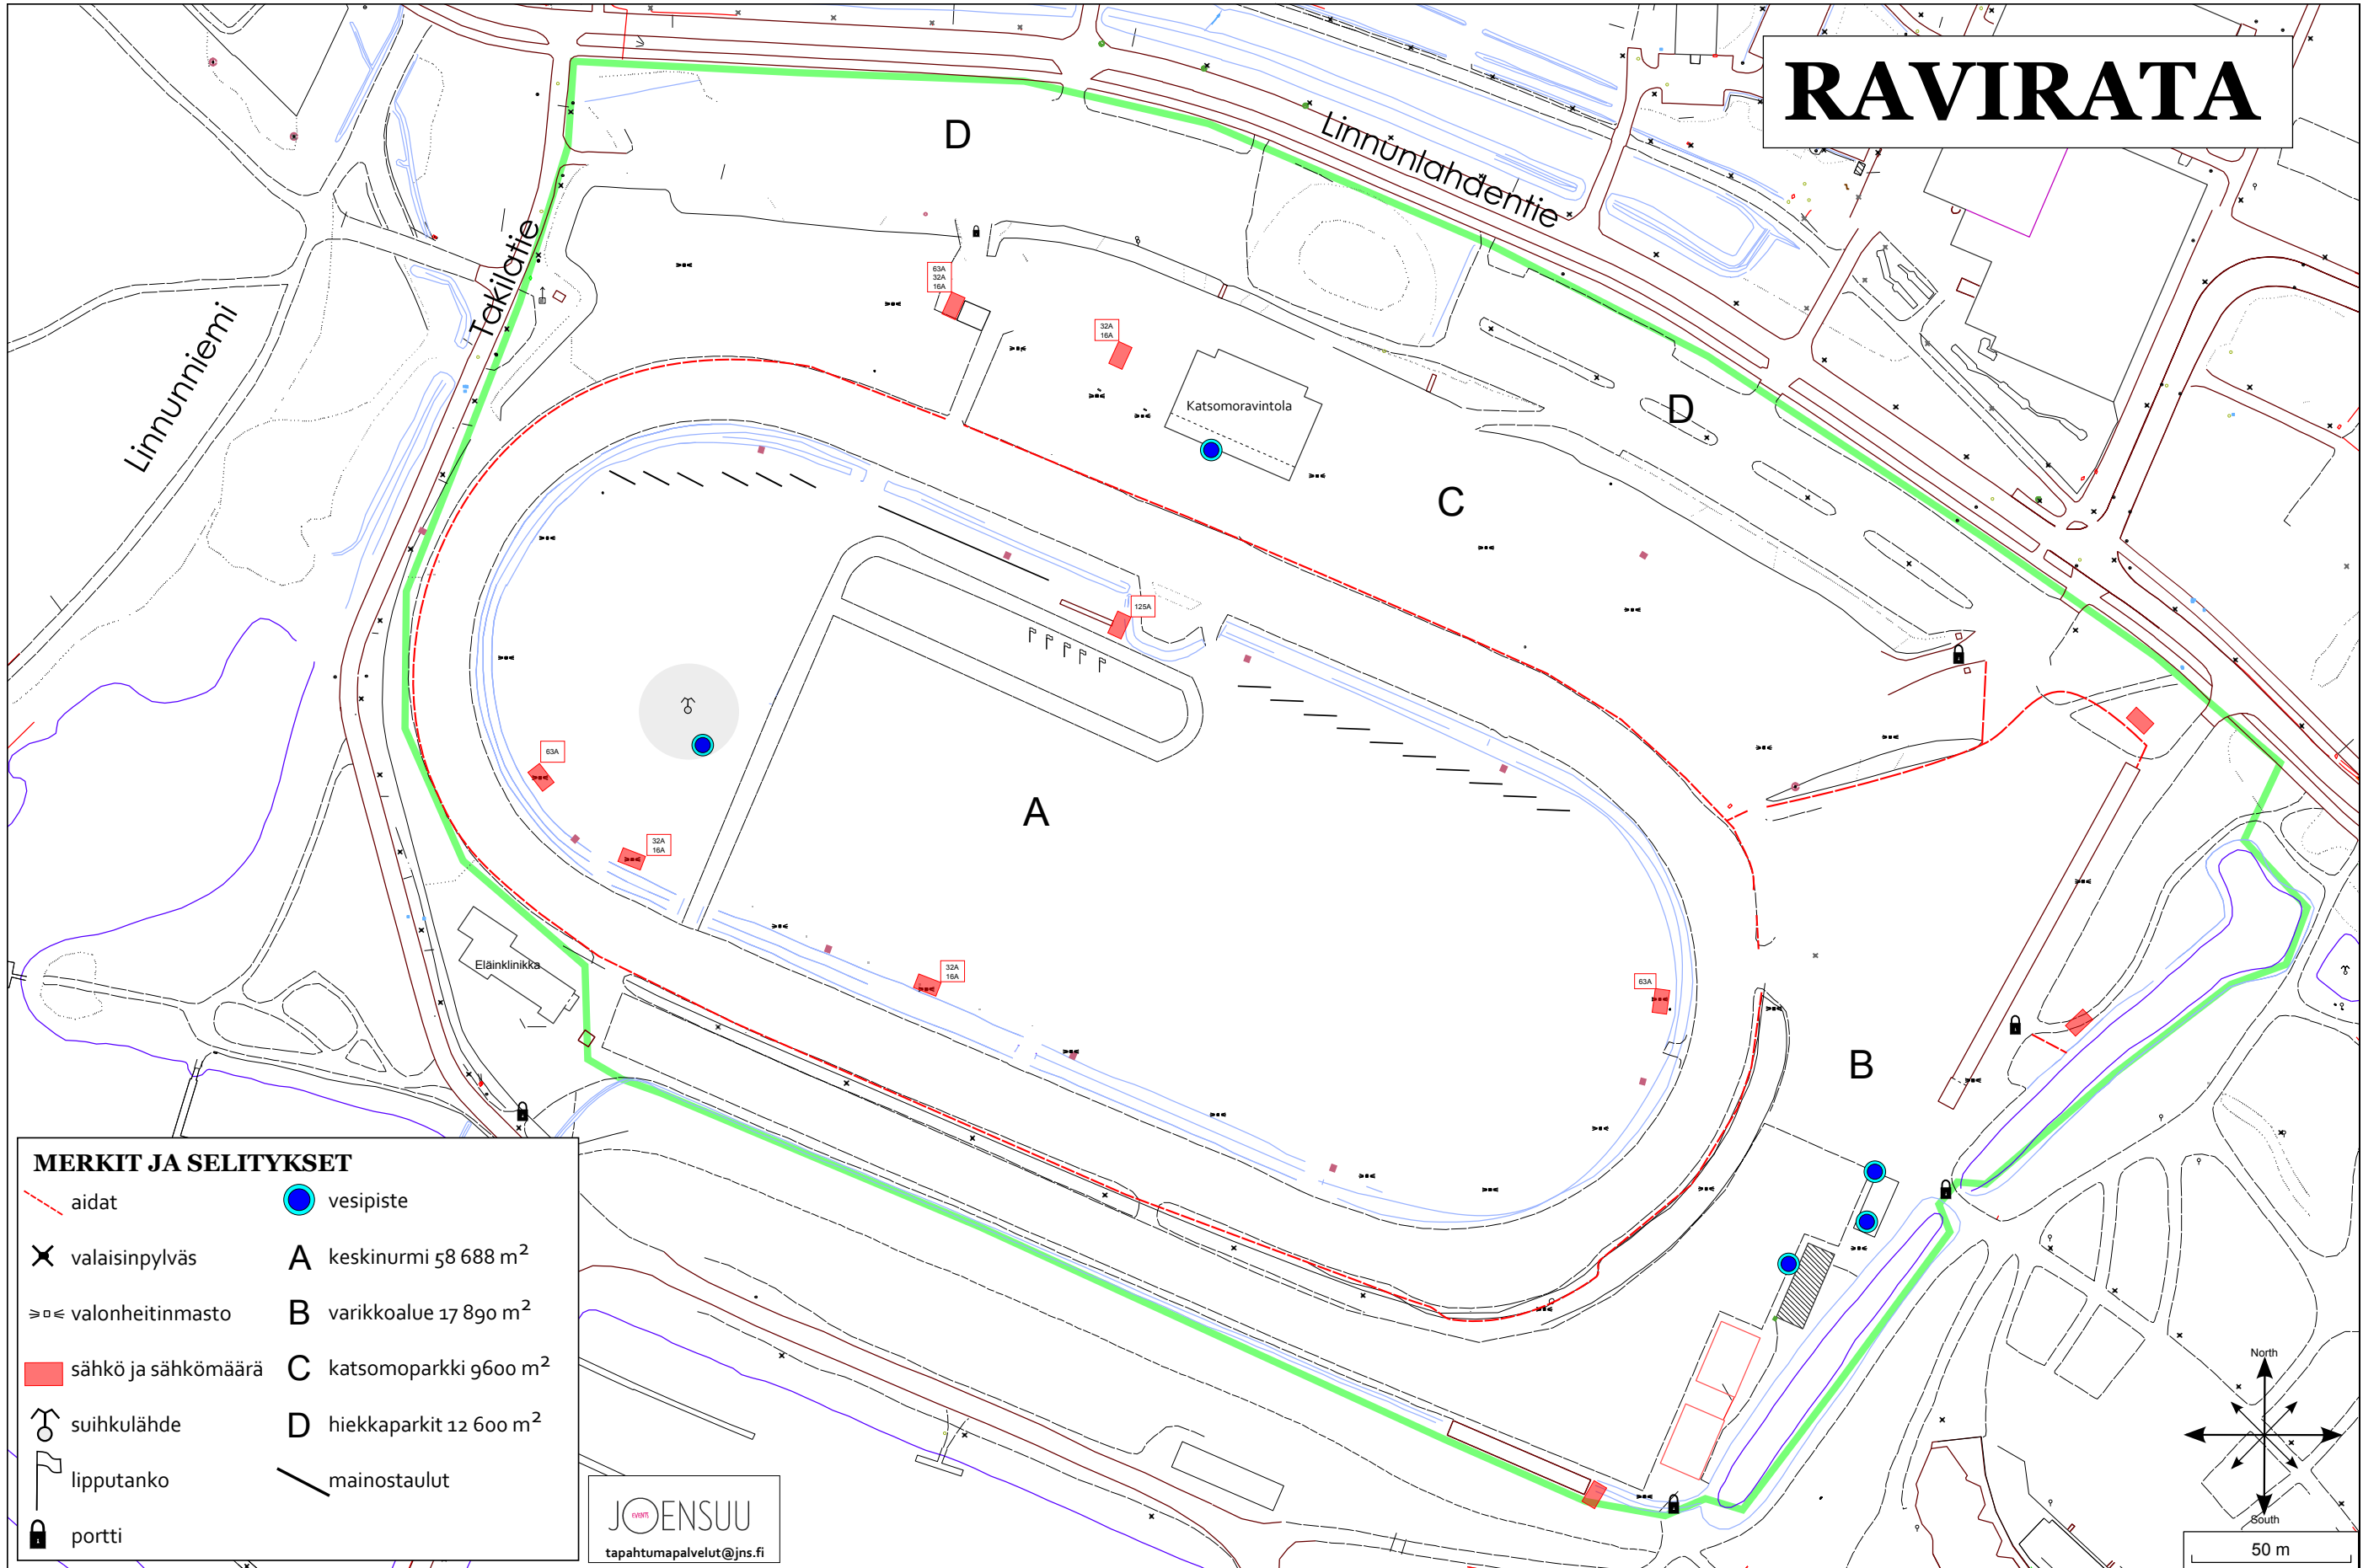 RAVIRATA
D
Linnunlahdentie
Takilatie
Linnunniemi
63A
32A
16A
32A
16A
Katsomoravintola
D
C
125A
63A
A
32A
16A
32A
16A
63A
Eläinklinikka
B
MERKIT JA SELITYKSET
aidat
vesipiste
valaisinpylväs
A keskinurmi 58 688 m²
valonheitinmasto
B varikkoalue 17 890 m²
sähkö ja sähkömäärä
C katsomoparkki 9600 m²
suihkulähde
D hiekkaparkit 12 600 m²
lipputanko
mainostaulut
portti
JOENSUU
EVENTS
tapahtumapalvelut@jns.fi
North
South
50 m